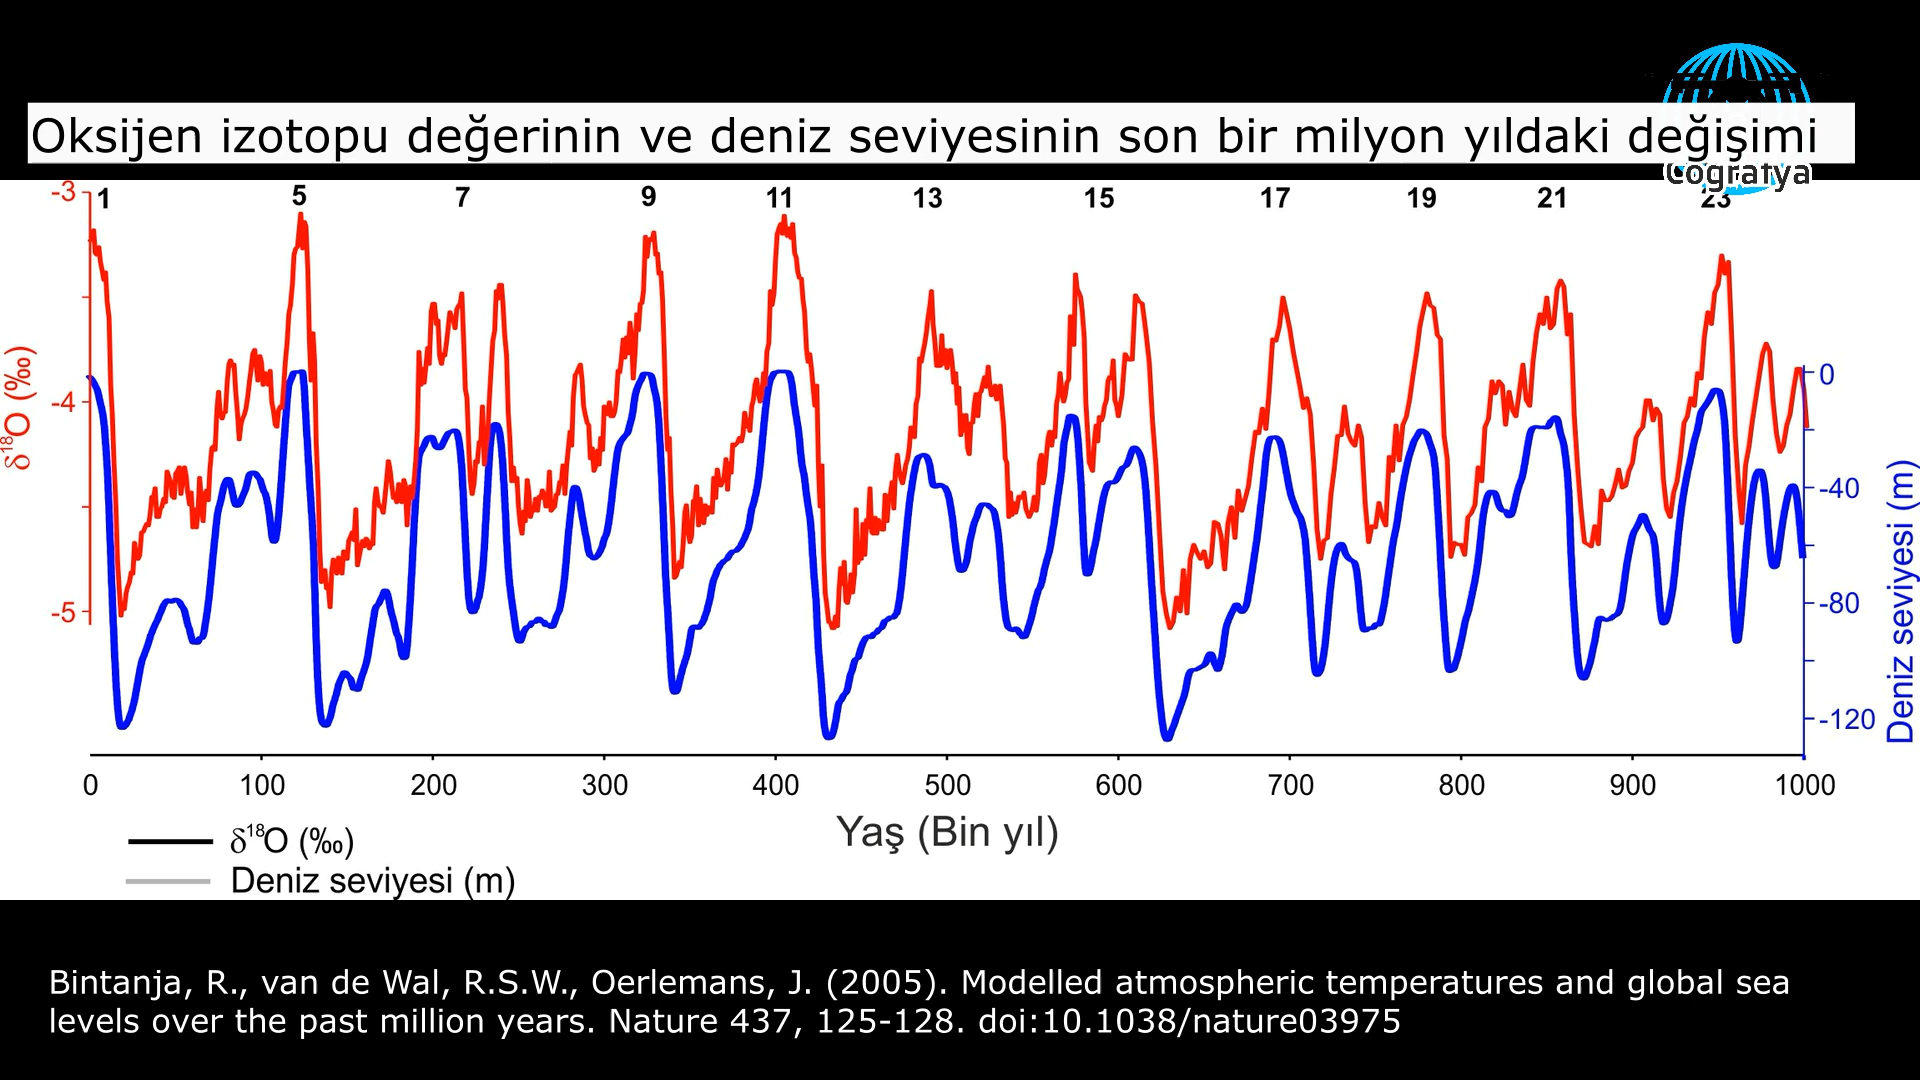 Oksijen izotopu değerinin ve deniz seviyesinin son bir milyon yıldaki değişimi
Cografya
-3 1 5 7 9 11 13 15 17 19 21 23
-4
-5
δ¹⁸O (‰)
0
-40
-80
-120
Deniz seviyesi (m)
0 100 200 300 400 500 600 700 800 900 1000
Yaş (Bin yıl)
δ¹⁸O (‰)
Deniz seviyesi (m)
Bintanja, R., van de Wal, R.S.W., Oerlemans, J. (2005). Modelled atmospheric temperatures and global sea
levels over the past million years. Nature 437, 125-128. doi:10.1038/nature03975